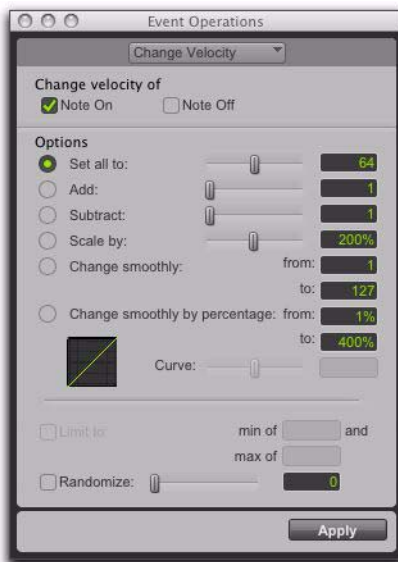 Event Operations
Change Velocity
Change velocity of
Note On Note Off
Options
Set all to: 64
Add: 1
Subtract: 1
Scale by: 200%
Change smoothly: from: 1
to: 127
Change smoothly by percentage: from: 1%
to: 400%
Curve:
Limit to: min of and
max of
Randomize: 0
Apply